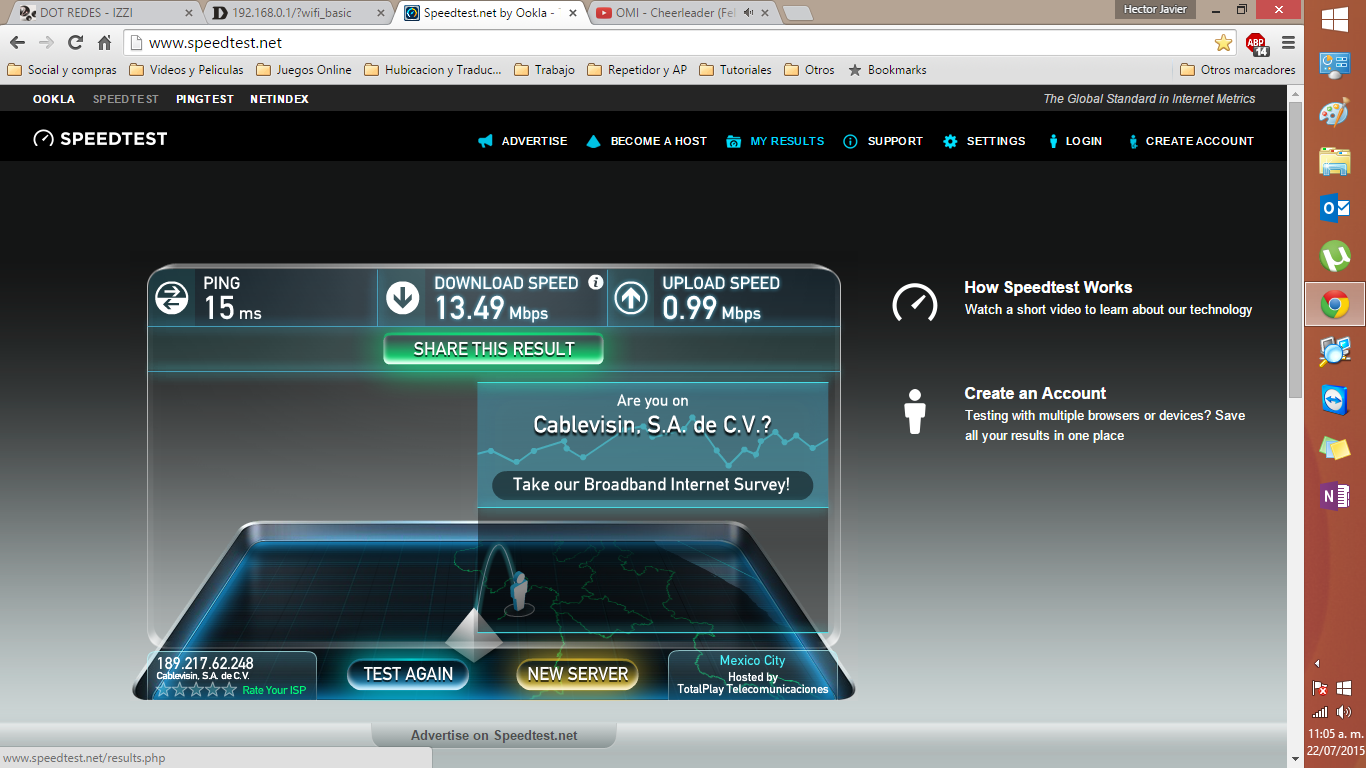 DOT REDES - IZZI
192.168.0.1/?wifi_basic
Speedtest.net by Ookla -
OMI - Cheerleader (Fel
Hector Javier
www.speedtest.net
ABP
14
Social y compras
Videos y Peliculas
Juegos Online
Hubicacion y Traduc...
Trabajo
Repetidor y AP
Tutoriales
Otros
Bookmarks
Otros marcadores
OOKLA
SPEEDTEST
PINGTEST
NETINDEX
The Global Standard in Internet Metrics
SPEEDTEST
ADVERTISE
BECOME A HOST
MY RESULTS
SUPPORT
SETTINGS
LOGIN
CREATE ACCOUNT
PING
15 ms
DOWNLOAD SPEED
13.49 Mbps
UPLOAD SPEED
0.99 Mbps
SHARE THIS RESULT
Are you on
Cablevisin, S.A. de C.V.?
Take our Broadband Internet Survey!
How Speedtest Works
Watch a short video to learn about our technology
Create an Account
Testing with multiple browsers or devices? Save
all your results in one place
189.217.62.248
Cablevisin, S.A. de C.V.
Rate Your ISP
TEST AGAIN
NEW SERVER
Mexico City
Hosted by
TotalPlay Telecomunicaciones
Advertise on Speedtest.net
www.speedtest.net/results.php
11:05 a. m.
22/07/2015